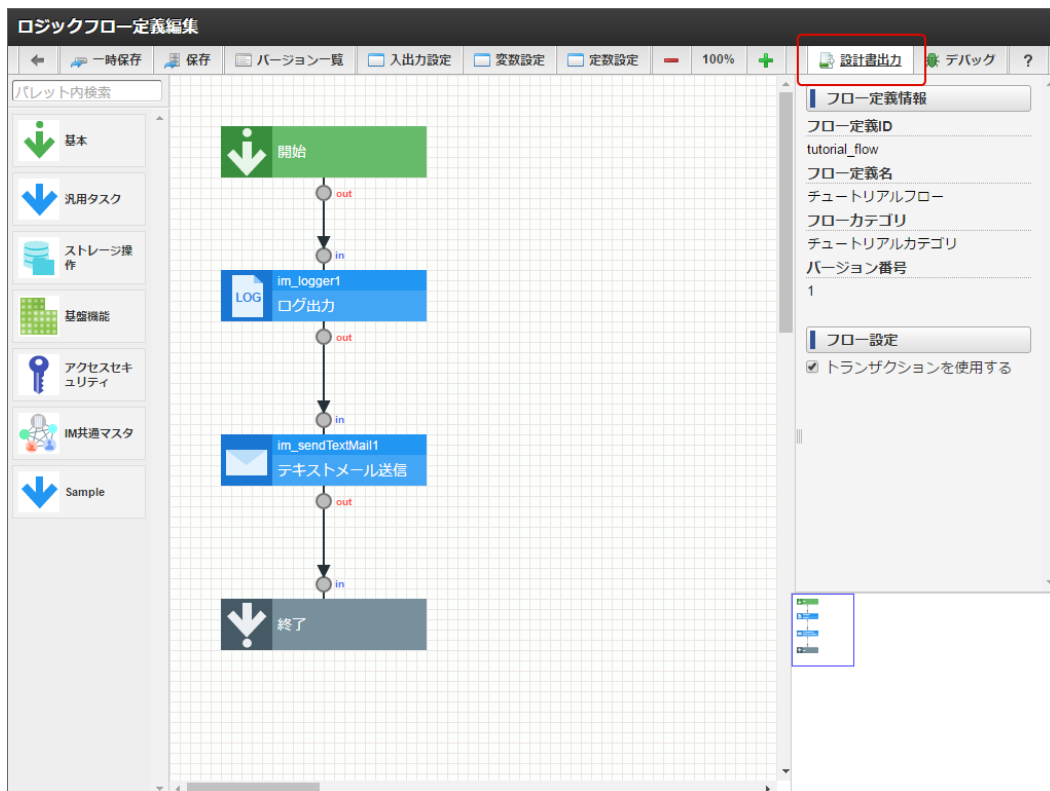 ロジックフロー定義編集
一時保存 保存 バージョン一覧 入出力設定 変数設定 定数設定 100% 設計書出力 デバッグ ?
パレット内検索
基本
汎用タスク
ストレージ操
作
基盤機能
アクセスセキ
ュリティ
IM共通マスタ
Sample
開始
out
in
im_logger1
LOG
ログ出力
out
in
im_sendTextMail1
テキストメール送信
out
in
終了
フロー定義情報
フロー定義ID
tutorial_flow
フロー定義名
チュートリアルフロー
フローカテゴリ
チュートリアルカテゴリ
バージョン番号
1
フロー設定
トランザクションを使用する